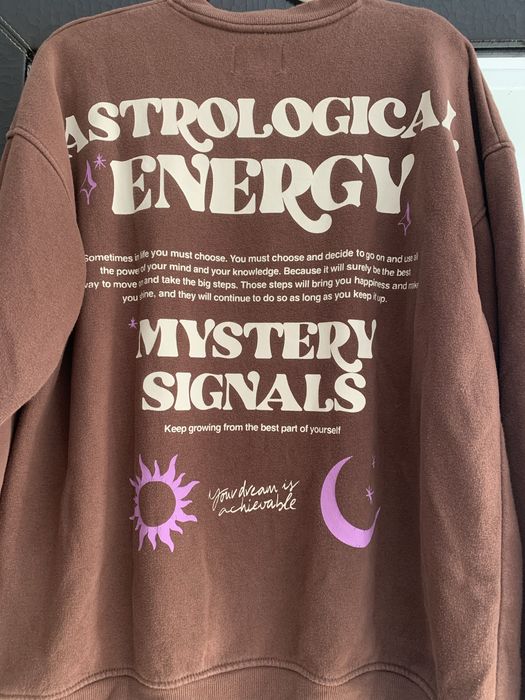 ASTROLOGICAL
ENERGY
Sometimes in life you must choose. You must choose and decide to go on and use all
the power of your mind and your knowledge. Because it will surely be the best
way to move on and take the big steps. Those steps will bring you happiness and make
you shine, and they will continue to do so as long as you keep it up.
MYSTERY
SIGNALS
Keep growing from the best part of yourself
your dream is
achievable